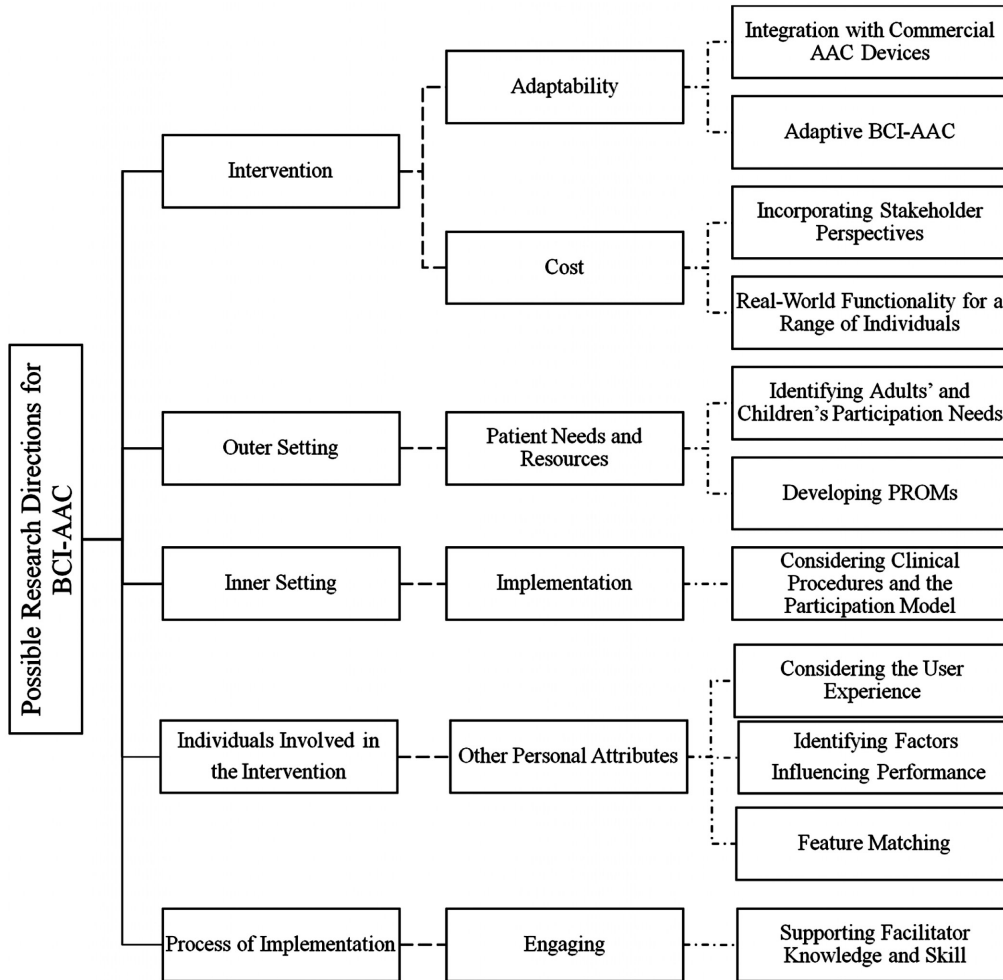 Possible Research Directions for
BCI-AAC
Intervention
Adaptability
Integration with Commercial
AAC Devices
Adaptive BCI-AAC
Cost
Incorporating Stakeholder
Perspectives
Real-World Functionality for a
Range of Individuals
Outer Setting
Patient Needs and
Resources
Identifying Adults’ and
Children’s Participation Needs
Developing PROMs
Inner Setting
Implementation
Considering Clinical
Procedures and the
Participation Model
Individuals Involved in
the Intervention
Other Personal Attributes
Considering the User
Experience
Identifying Factors
Influencing Performance
Feature Matching
Process of Implementation
Engaging
Supporting Facilitator
Knowledge and Skill